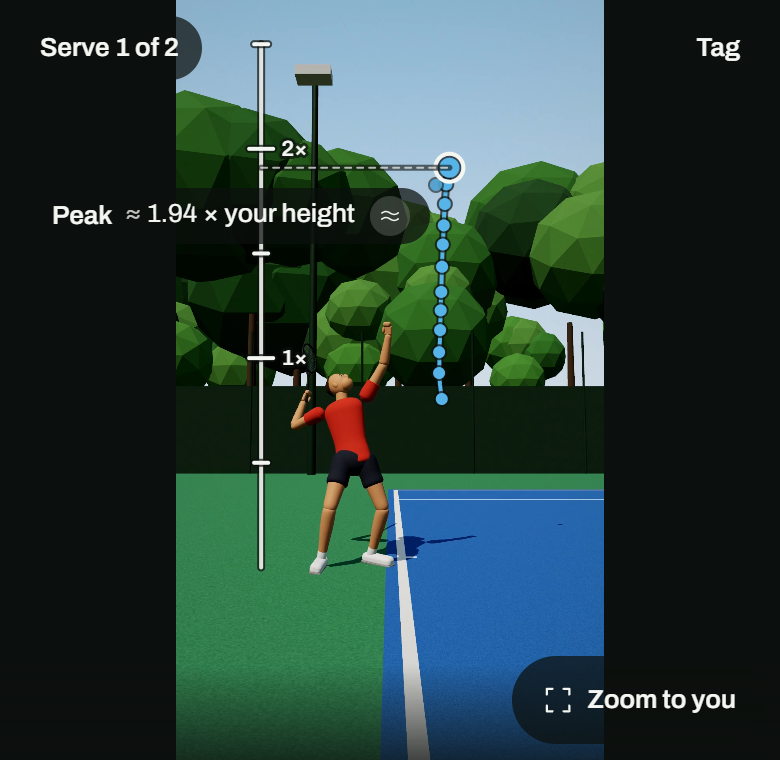 Serve 1 of 2
Tag
2×
Peak ≈ 1.94 × your height ≈
1×
Zoom to you